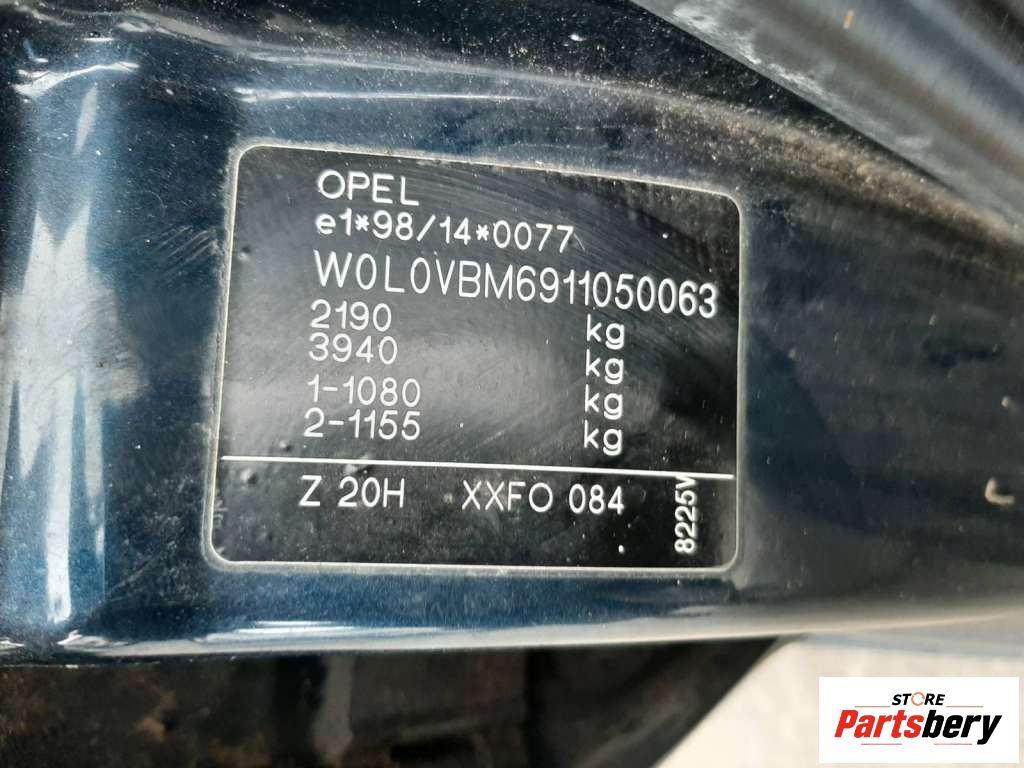 OPEL
e1*98/14*0077
W0L0VBM6911050063
2190 kg
3940 kg
1-1080 kg
2-1155 kg
Z 20H XXFO 084
8225V
STORE
Partsbery